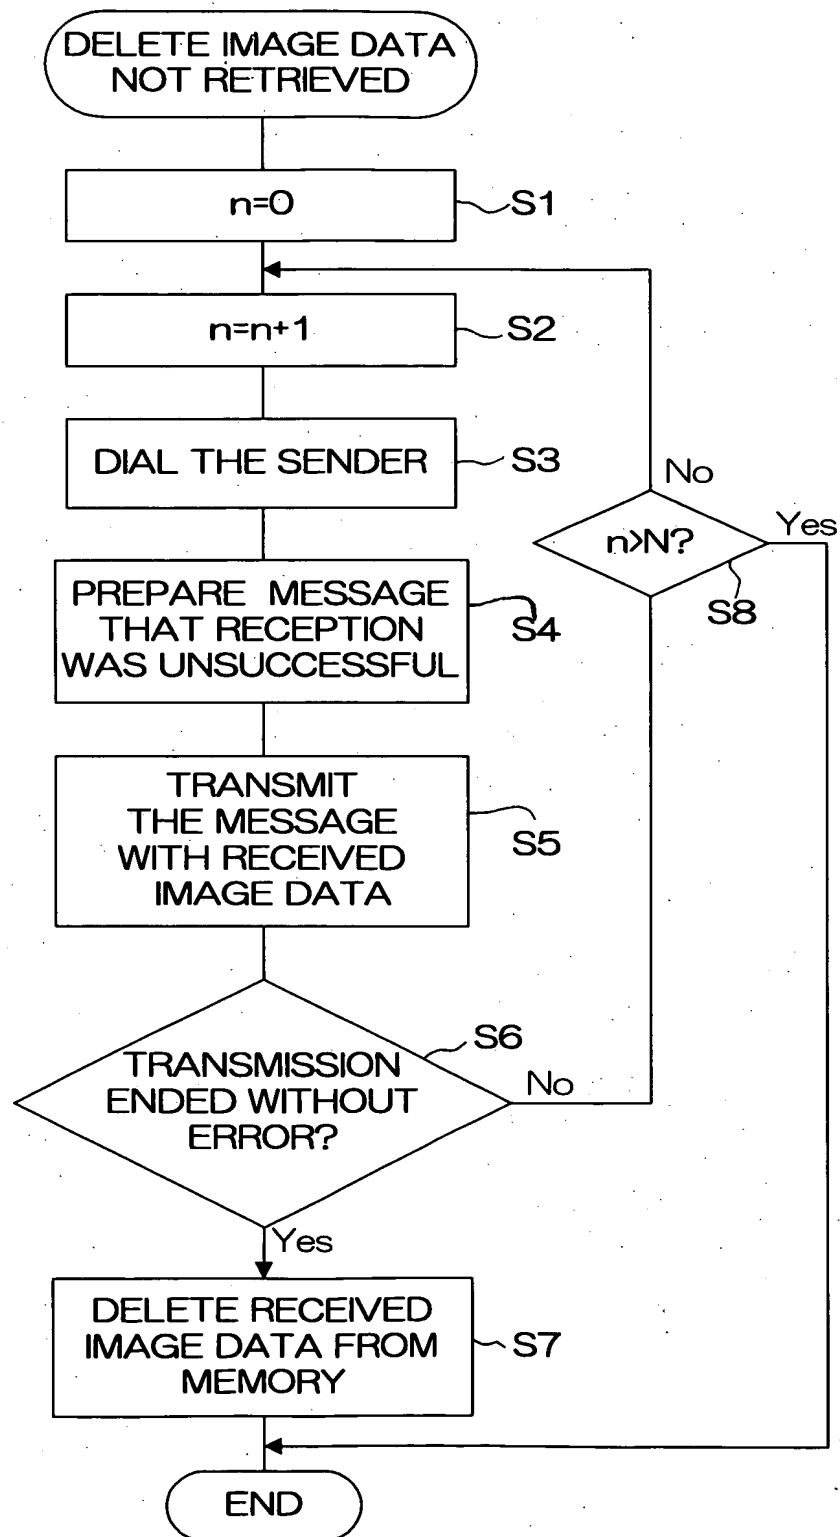 DELETE IMAGE DATA
NOT RETRIEVED
n=0
S1
n=n+1
S2
DIAL THE SENDER
S3
No
n>N?
Yes
S8
PREPARE MESSAGE
THAT RECEPTION
WAS UNSUCCESSFUL
S4
TRANSMIT
THE MESSAGE
WITH RECEIVED
IMAGE DATA
S5
TRANSMISSION
ENDED WITHOUT
ERROR?
S6
No
Yes
DELETE RECEIVED
IMAGE DATA FROM
MEMORY
S7
END